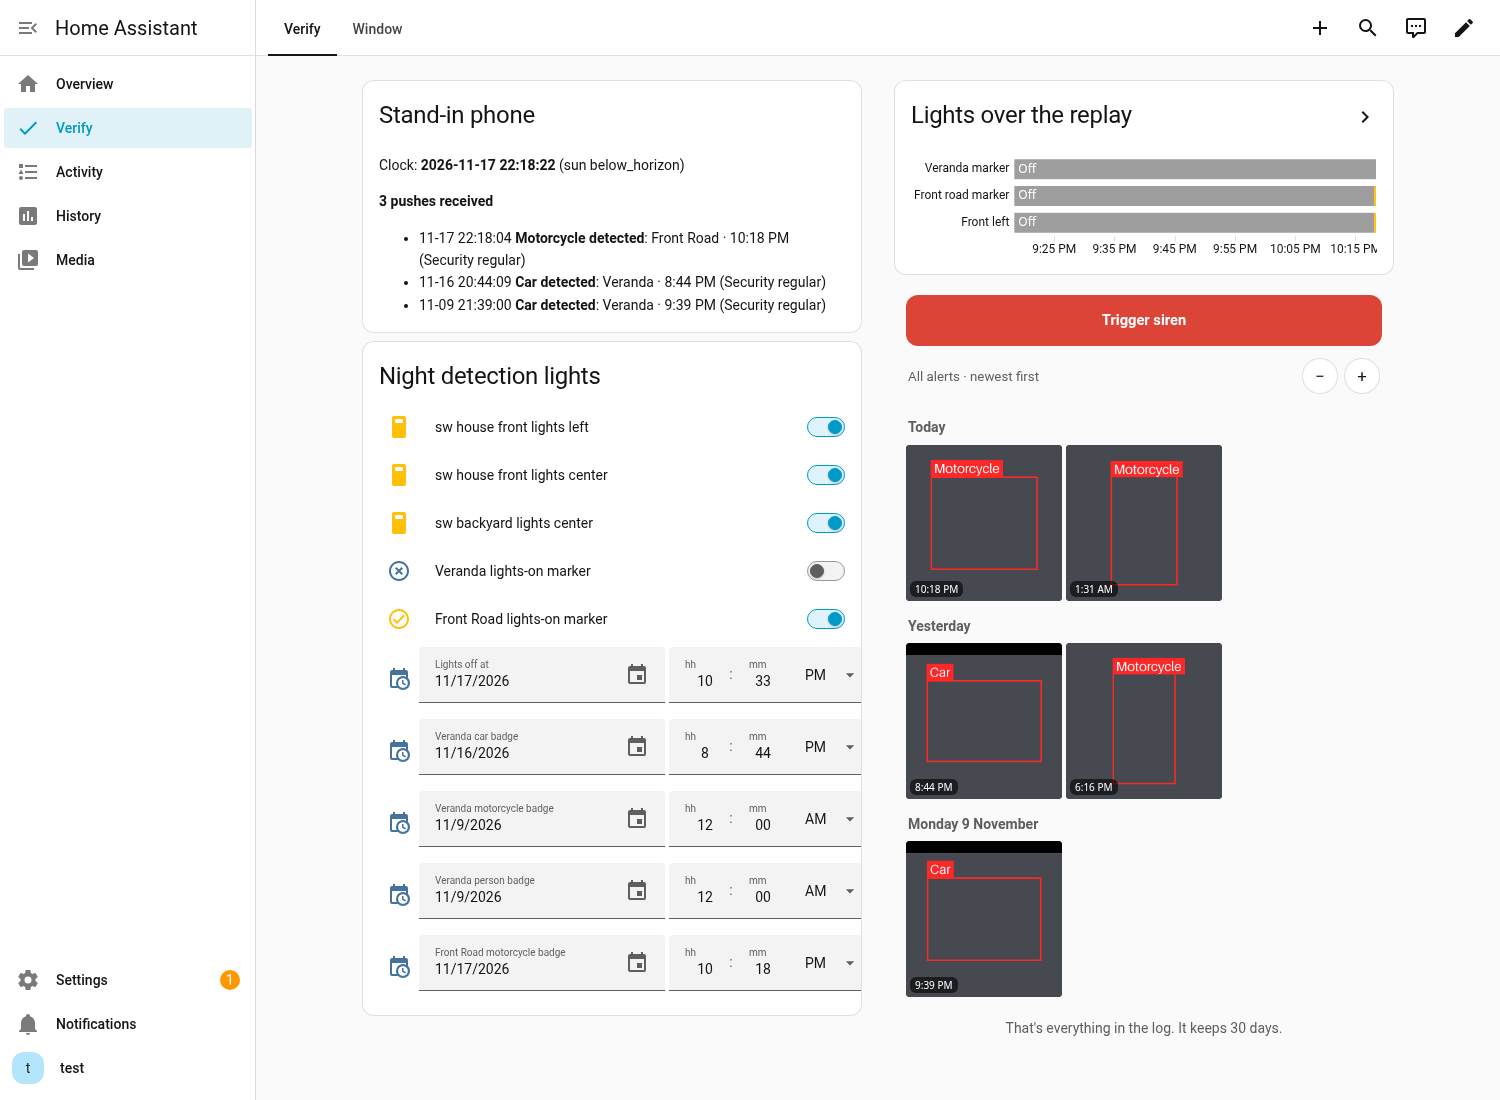 Home Assistant
Verify
Window
Overview
Verify
Activity
History
Media
Settings
1
Notifications
t
test
Stand-in phone
Clock: 2026-11-17 22:18:22 (sun below_horizon)
3 pushes received
• 11-17 22:18:04 Motorcycle detected: Front Road · 10:18 PM
(Security regular)
• 11-16 20:44:09 Car detected: Veranda · 8:44 PM (Security regular)
• 11-09 21:39:00 Car detected: Veranda · 9:39 PM (Security regular)
Night detection lights
sw house front lights left
sw house front lights center
sw backyard lights center
Veranda lights-on marker
Front Road lights-on marker
Lights off at
11/17/2026
hh mm
10 : 33 PM
Veranda car badge
11/16/2026
hh mm
8 : 44 PM
Veranda motorcycle badge
11/9/2026
hh mm
12 : 00 AM
Veranda person badge
11/9/2026
hh mm
12 : 00 AM
Front Road motorcycle badge
11/17/2026
hh mm
10 : 18 PM
Lights over the replay
Veranda marker Off
Front road marker Off
Front left Off
9:25 PM 9:35 PM 9:45 PM 9:55 PM 10:05 PM 10:15 PM
Trigger siren
All alerts · newest first
− +
Today
Motorcycle
10:18 PM
Motorcycle
1:31 AM
Yesterday
Car
8:44 PM
Motorcycle
6:16 PM
Monday 9 November
Car
9:39 PM
That's everything in the log. It keeps 30 days.